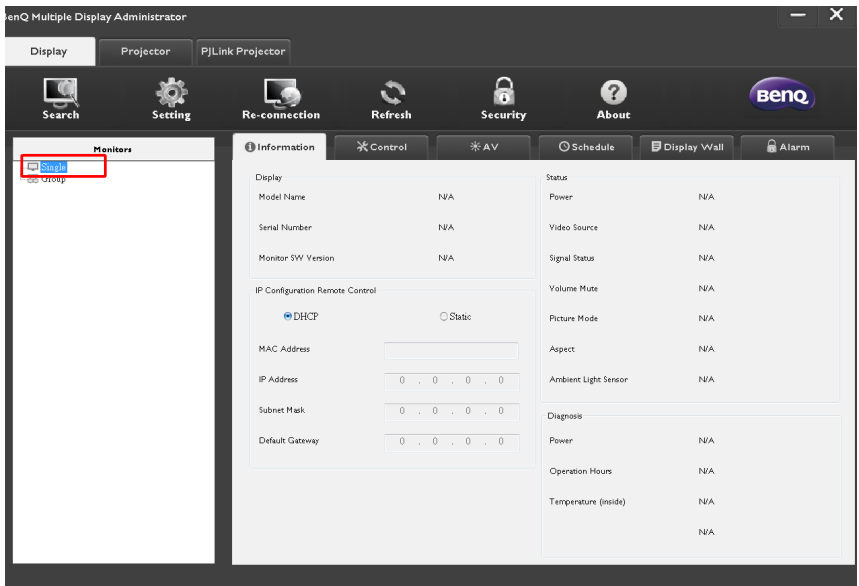 BenQ Multiple Display Administrator
Display Projector PJLink Projector
Search Setting Re-connection Refresh Security About BenQ
Monitors
Single
Group
Information Control AV Schedule Display Wall Alarm
Display
Model Name N/A
Serial Number N/A
Monitor SW Version N/A
IP Configuration Remote Control
DHCP Static
MAC Address
IP Address 0 . 0 . 0 . 0
Subnet Mask 0 . 0 . 0 . 0
Default Gateway 0 . 0 . 0 . 0
Status
Power N/A
Video Source N/A
Signal Status N/A
Volume Mute N/A
Picture Mode N/A
Aspect N/A
Ambient Light Sensor N/A
Diagnosis
Power N/A
Operation Hours N/A
Temperature (inside) N/A
N/A